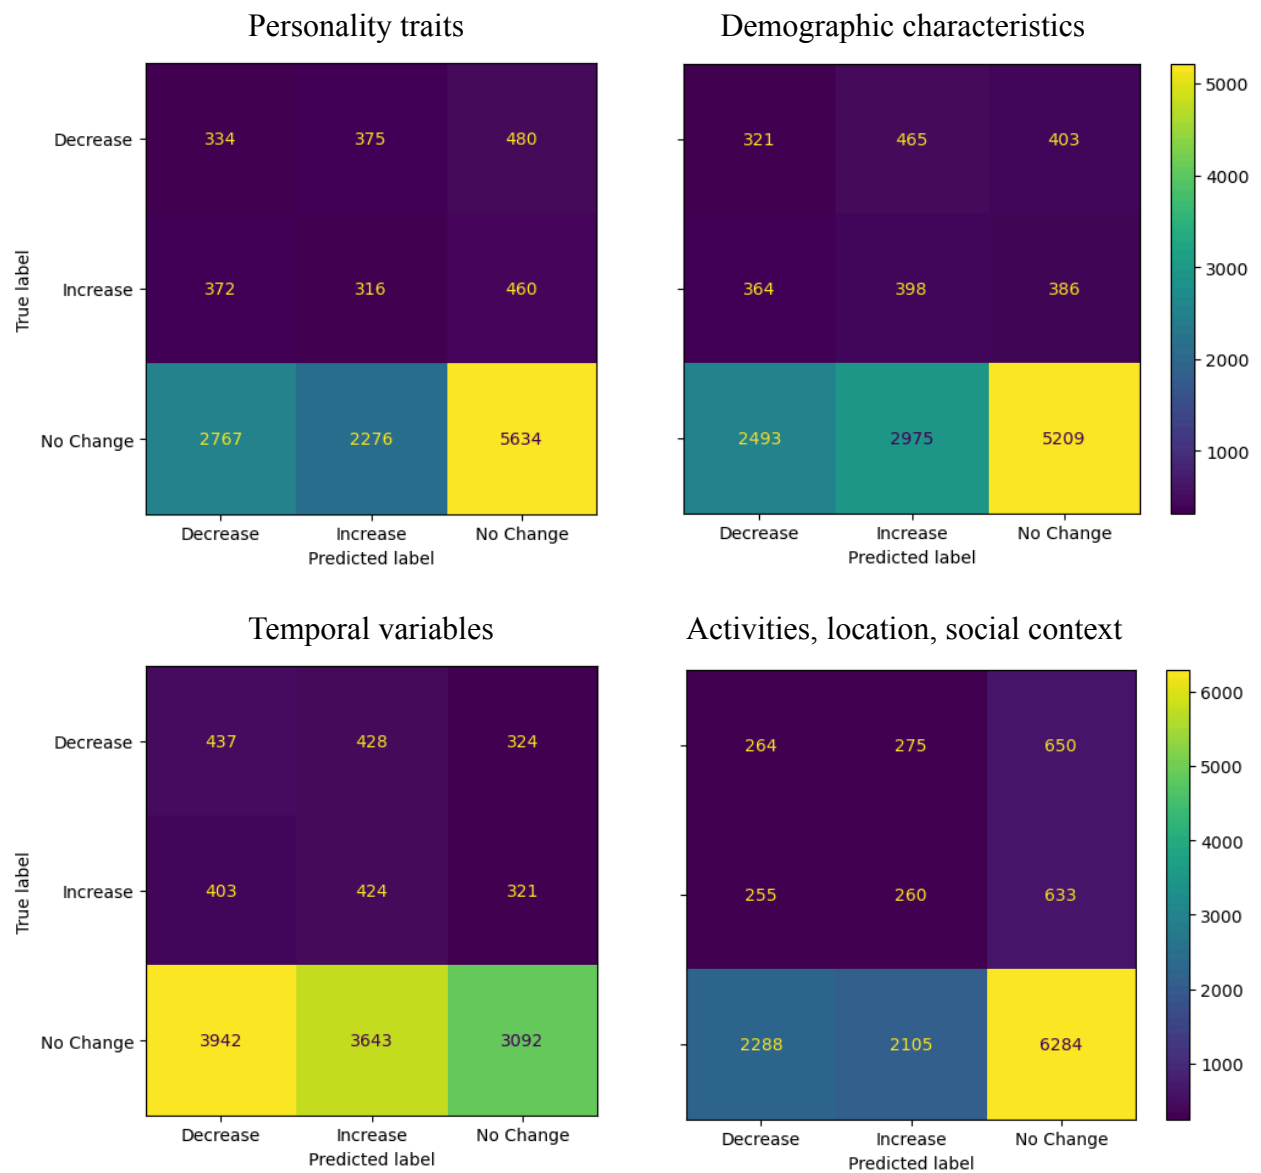 Personality traits
Demographic characteristics
Decrease
334 375 480
Increase
372 316 460
No Change
2767 2276 5634
True label
Decrease Increase No Change
Predicted label
321 465 403
364 398 386
2493 2975 5209
Decrease Increase No Change
Predicted label
5000
4000
3000
2000
1000
Temporal variables
Activities, location, social context
Decrease
437 428 324
Increase
403 424 321
No Change
3942 3643 3092
True label
Decrease Increase No Change
Predicted label
264 275 650
255 260 633
2288 2105 6284
Decrease Increase No Change
Predicted label
6000
5000
4000
3000
2000
1000